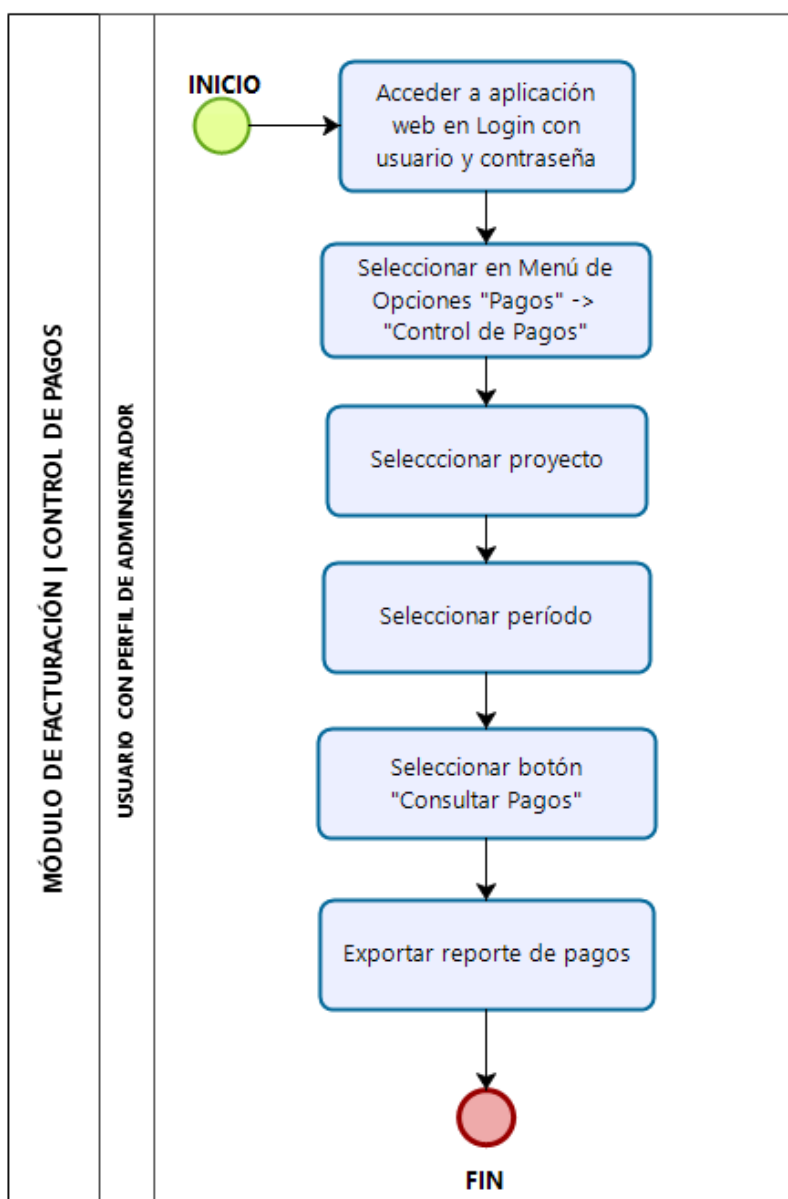 MÓDULO DE FACTURACIÓN | CONTROL DE PAGOS
USUARIO CON PERFIL DE ADMINSITRADOR
INICIO
Acceder a aplicación
web en Login con
usuario y contraseña
Seleccionar en Menú de
Opciones "Pagos" ->
"Control de Pagos"
Selecccionar proyecto
Seleccionar período
Seleccionar botón
"Consultar Pagos"
Exportar reporte de pagos
FIN